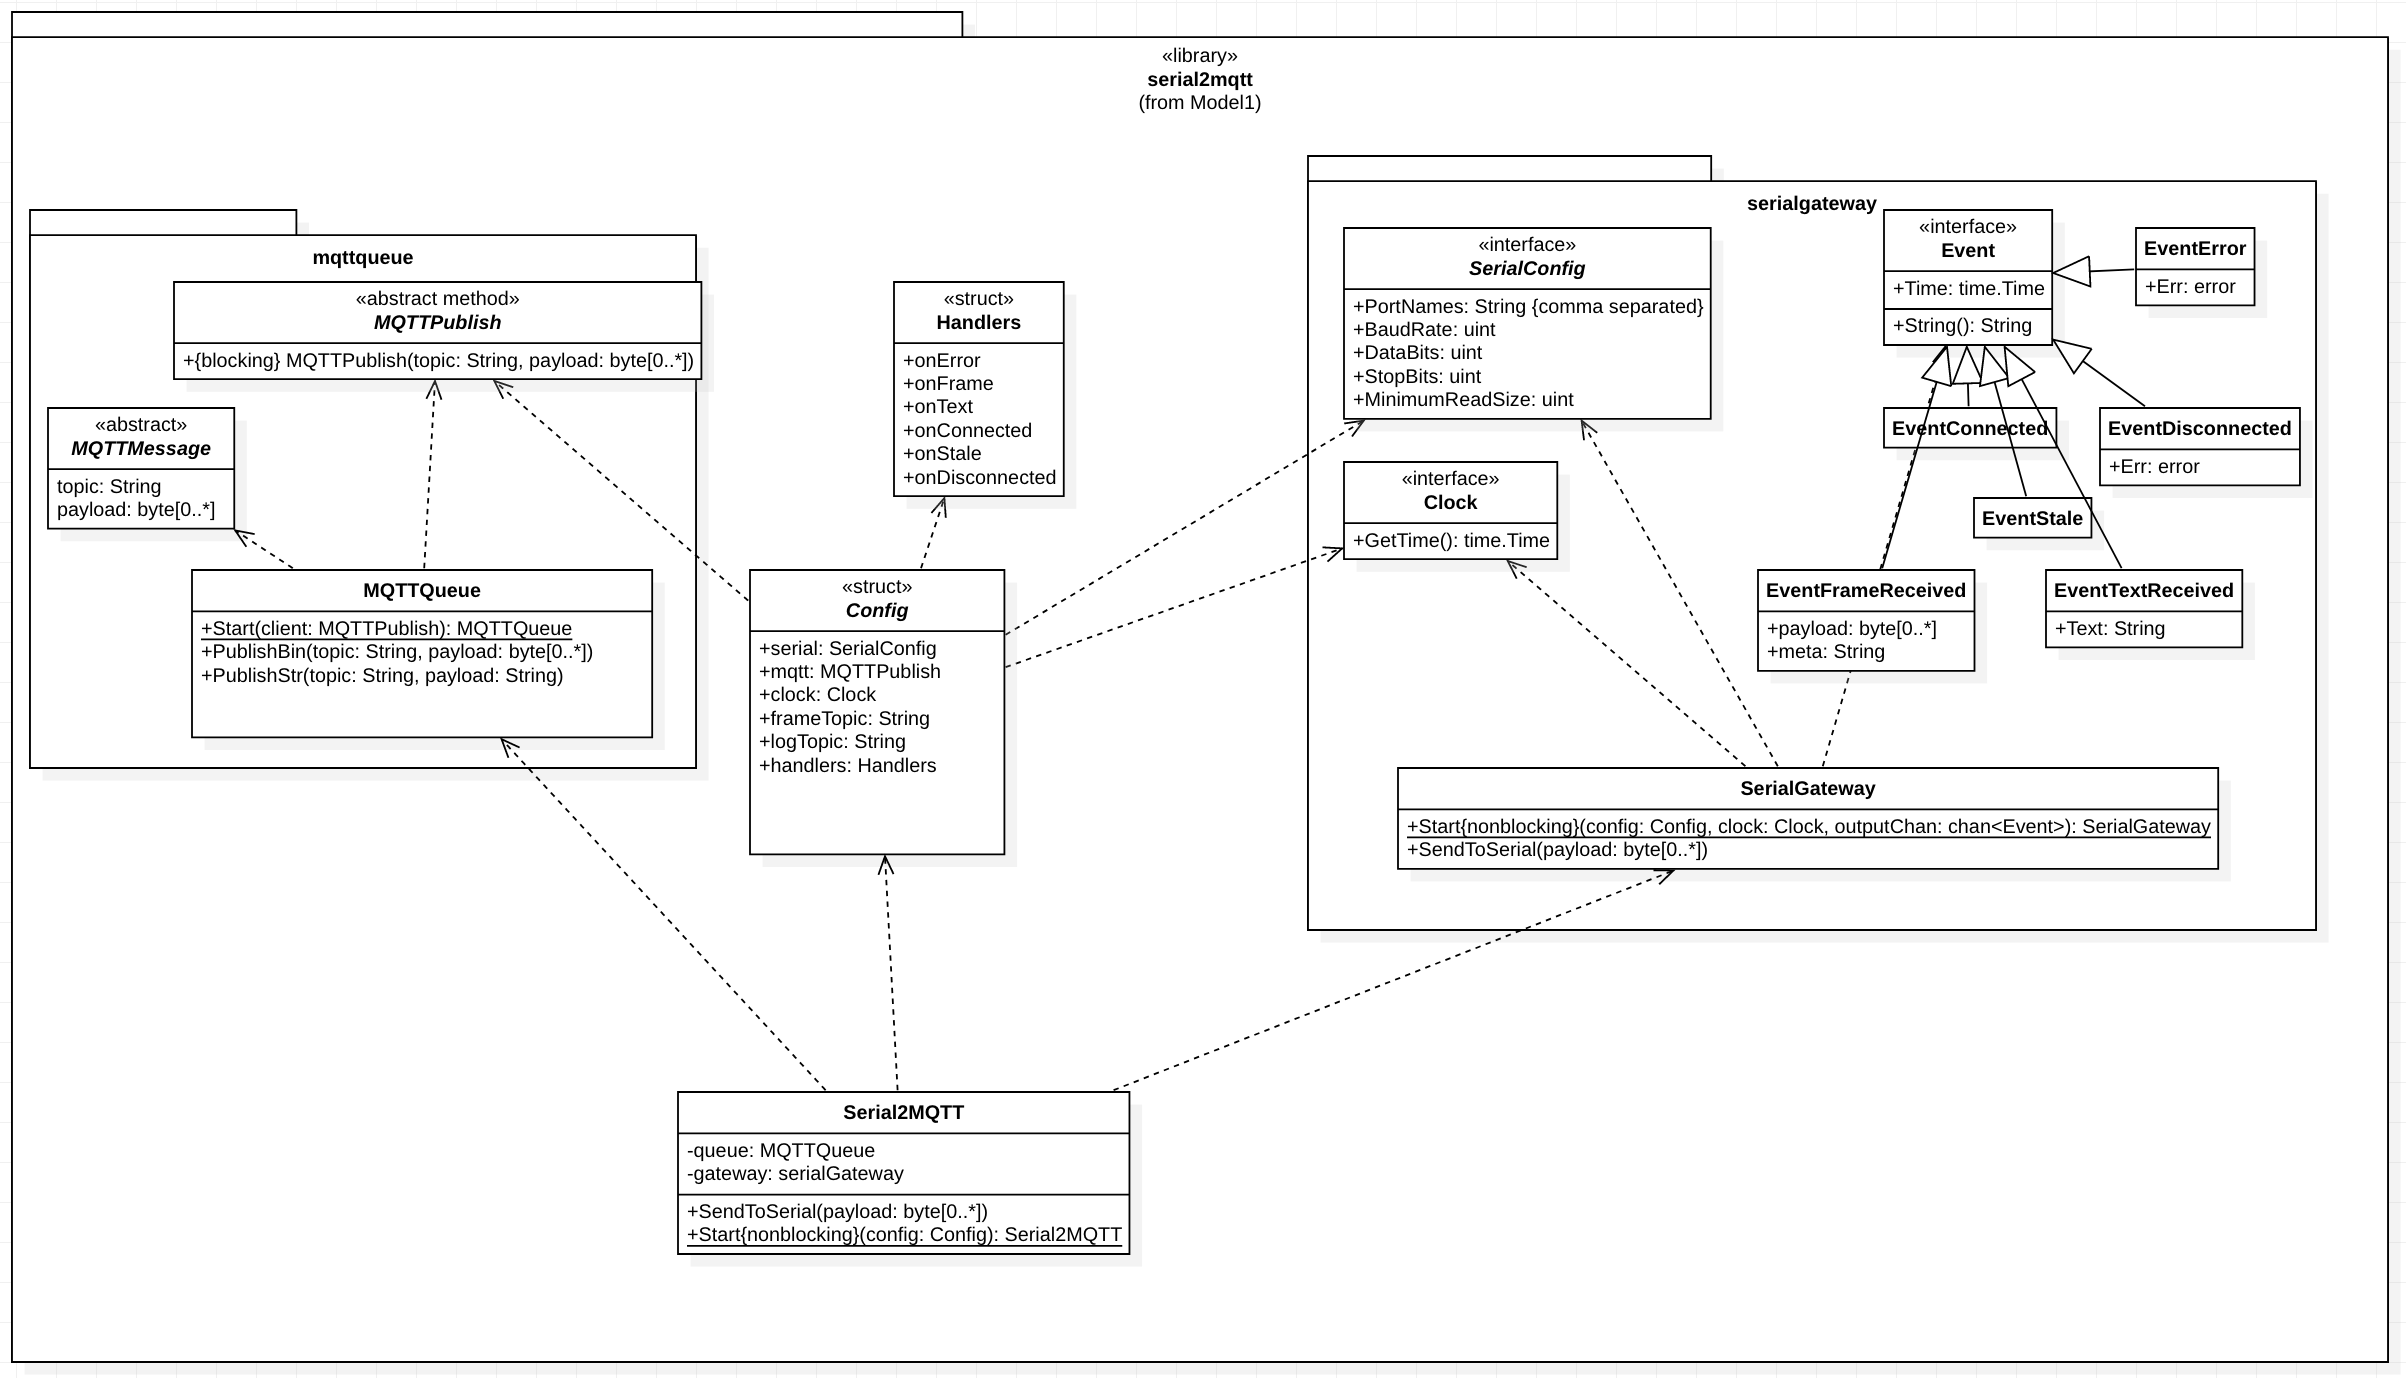 «library»
serial2mqtt
(from Model1)
mqttqueue
«abstract method»
MQTTPublish
+{blocking} MQTTPublish(topic: String, payload: byte[0..*])
«abstract»
MQTTMessage
topic: String
payload: byte[0..*]
MQTTQueue
+Start(client: MQTTPublish): MQTTQueue
+PublishBin(topic: String, payload: byte[0..*])
+PublishStr(topic: String, payload: String)
«struct»
Handlers
+onError
+onFrame
+onText
+onConnected
+onStale
+onDisconnected
«struct»
Config
+serial: SerialConfig
+mqtt: MQTTPublish
+clock: Clock
+frameTopic: String
+logTopic: String
+handlers: Handlers
serialgateway
«interface»
SerialConfig
+PortNames: String {comma separated}
+BaudRate: uint
+DataBits: uint
+StopBits: uint
+MinimumReadSize: uint
«interface»
Clock
+GetTime(): time.Time
«interface»
Event
+Time: time.Time
+String(): String
EventError
+Err: error
EventConnected
EventDisconnected
+Err: error
EventStale
EventFrameReceived
+payload: byte[0..*]
+meta: String
EventTextReceived
+Text: String
SerialGateway
+Start{nonblocking}(config: Config, clock: Clock, outputChan: chan<Event>): SerialGateway
+SendToSerial(payload: byte[0..*])
Serial2MQTT
-queue: MQTTQueue
-gateway: serialGateway
+SendToSerial(payload: byte[0..*])
+Start{nonblocking}(config: Config): Serial2MQTT